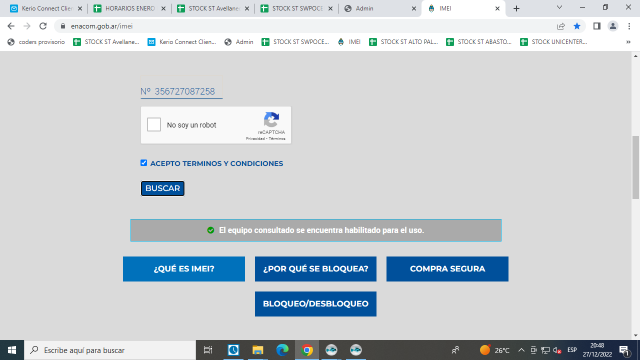 Kerio Connect Clien
HORARIOS ENERO
STOCK ST Avellane
STOCK ST SWPOCE
Admin
IMEI
enacom.gob.ar/imei
coders provisorio
STOCK ST Avellane...
Kerio Connect Clien...
Admin
STOCK ST SWPOCE...
IMEI
STOCK ST ALTO PAL...
STOCK ST ABASTO...
STOCK UNICENTER...
Nº 356727087258
No soy un robot
reCAPTCHA
Privacidad - Términos
ACEPTO TERMINOS Y CONDICIONES
BUSCAR
El equipo consultado se encuentra habilitado para el uso.
¿QUÉ ES IMEI?
¿POR QUÉ SE BLOQUEA?
COMPRA SEGURA
BLOQUEO/DESBLOQUEO
Escribe aquí para buscar
26°C
ESP
20:48
27/12/2022